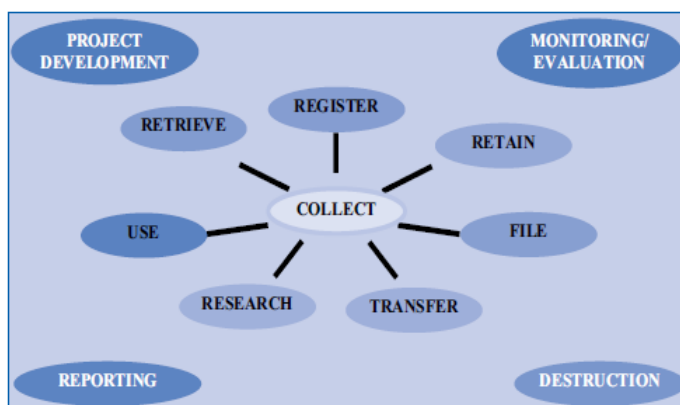 PROJECT
DEVELOPMENT
MONITORING/
EVALUATION
REGISTER
RETRIEVE
RETAIN
COLLECT
USE
FILE
RESEARCH
TRANSFER
REPORTING
DESTRUCTION